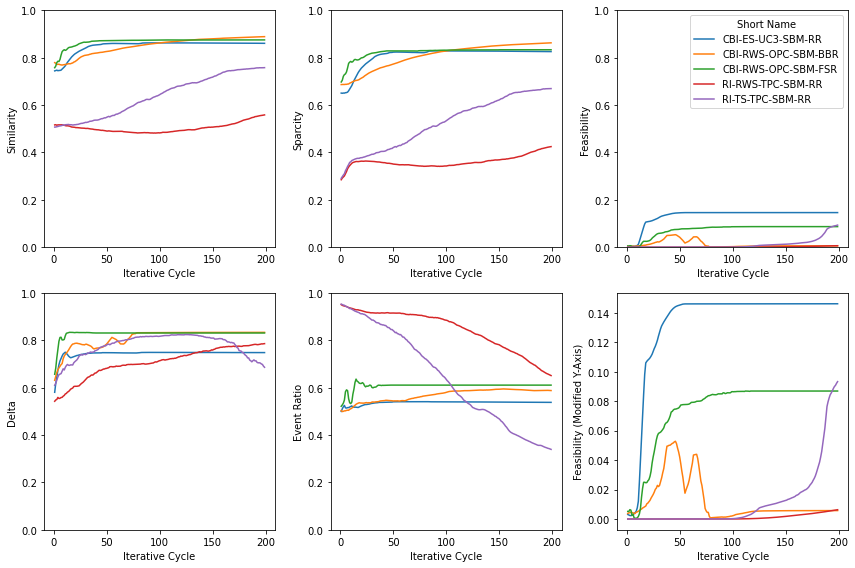 1.0
0.8
0.6
0.4
0.2
0.0
Similarity
0 50 100 150 200
Iterative Cycle
1.0
0.8
0.6
0.4
0.2
0.0
Sparcity
0 50 100 150 200
Iterative Cycle
1.0
0.8
0.6
0.4
0.2
0.0
Feasibility
Short Name
CBI-ES-UC3-SBM-RR
CBI-RWS-OPC-SBM-BBR
CBI-RWS-OPC-SBM-FSR
RI-RWS-TPC-SBM-RR
RI-TS-TPC-SBM-RR
0 50 100 150 200
Iterative Cycle
1.0
0.8
0.6
0.4
0.2
0.0
Delta
0 50 100 150 200
Iterative Cycle
1.0
0.8
0.6
0.4
0.2
0.0
Event Ratio
0 50 100 150 200
Iterative Cycle
0.14
0.12
0.10
0.08
0.06
0.04
0.02
0.00
Feasibility (Modified Y-Axis)
0 50 100 150 200
Iterative Cycle